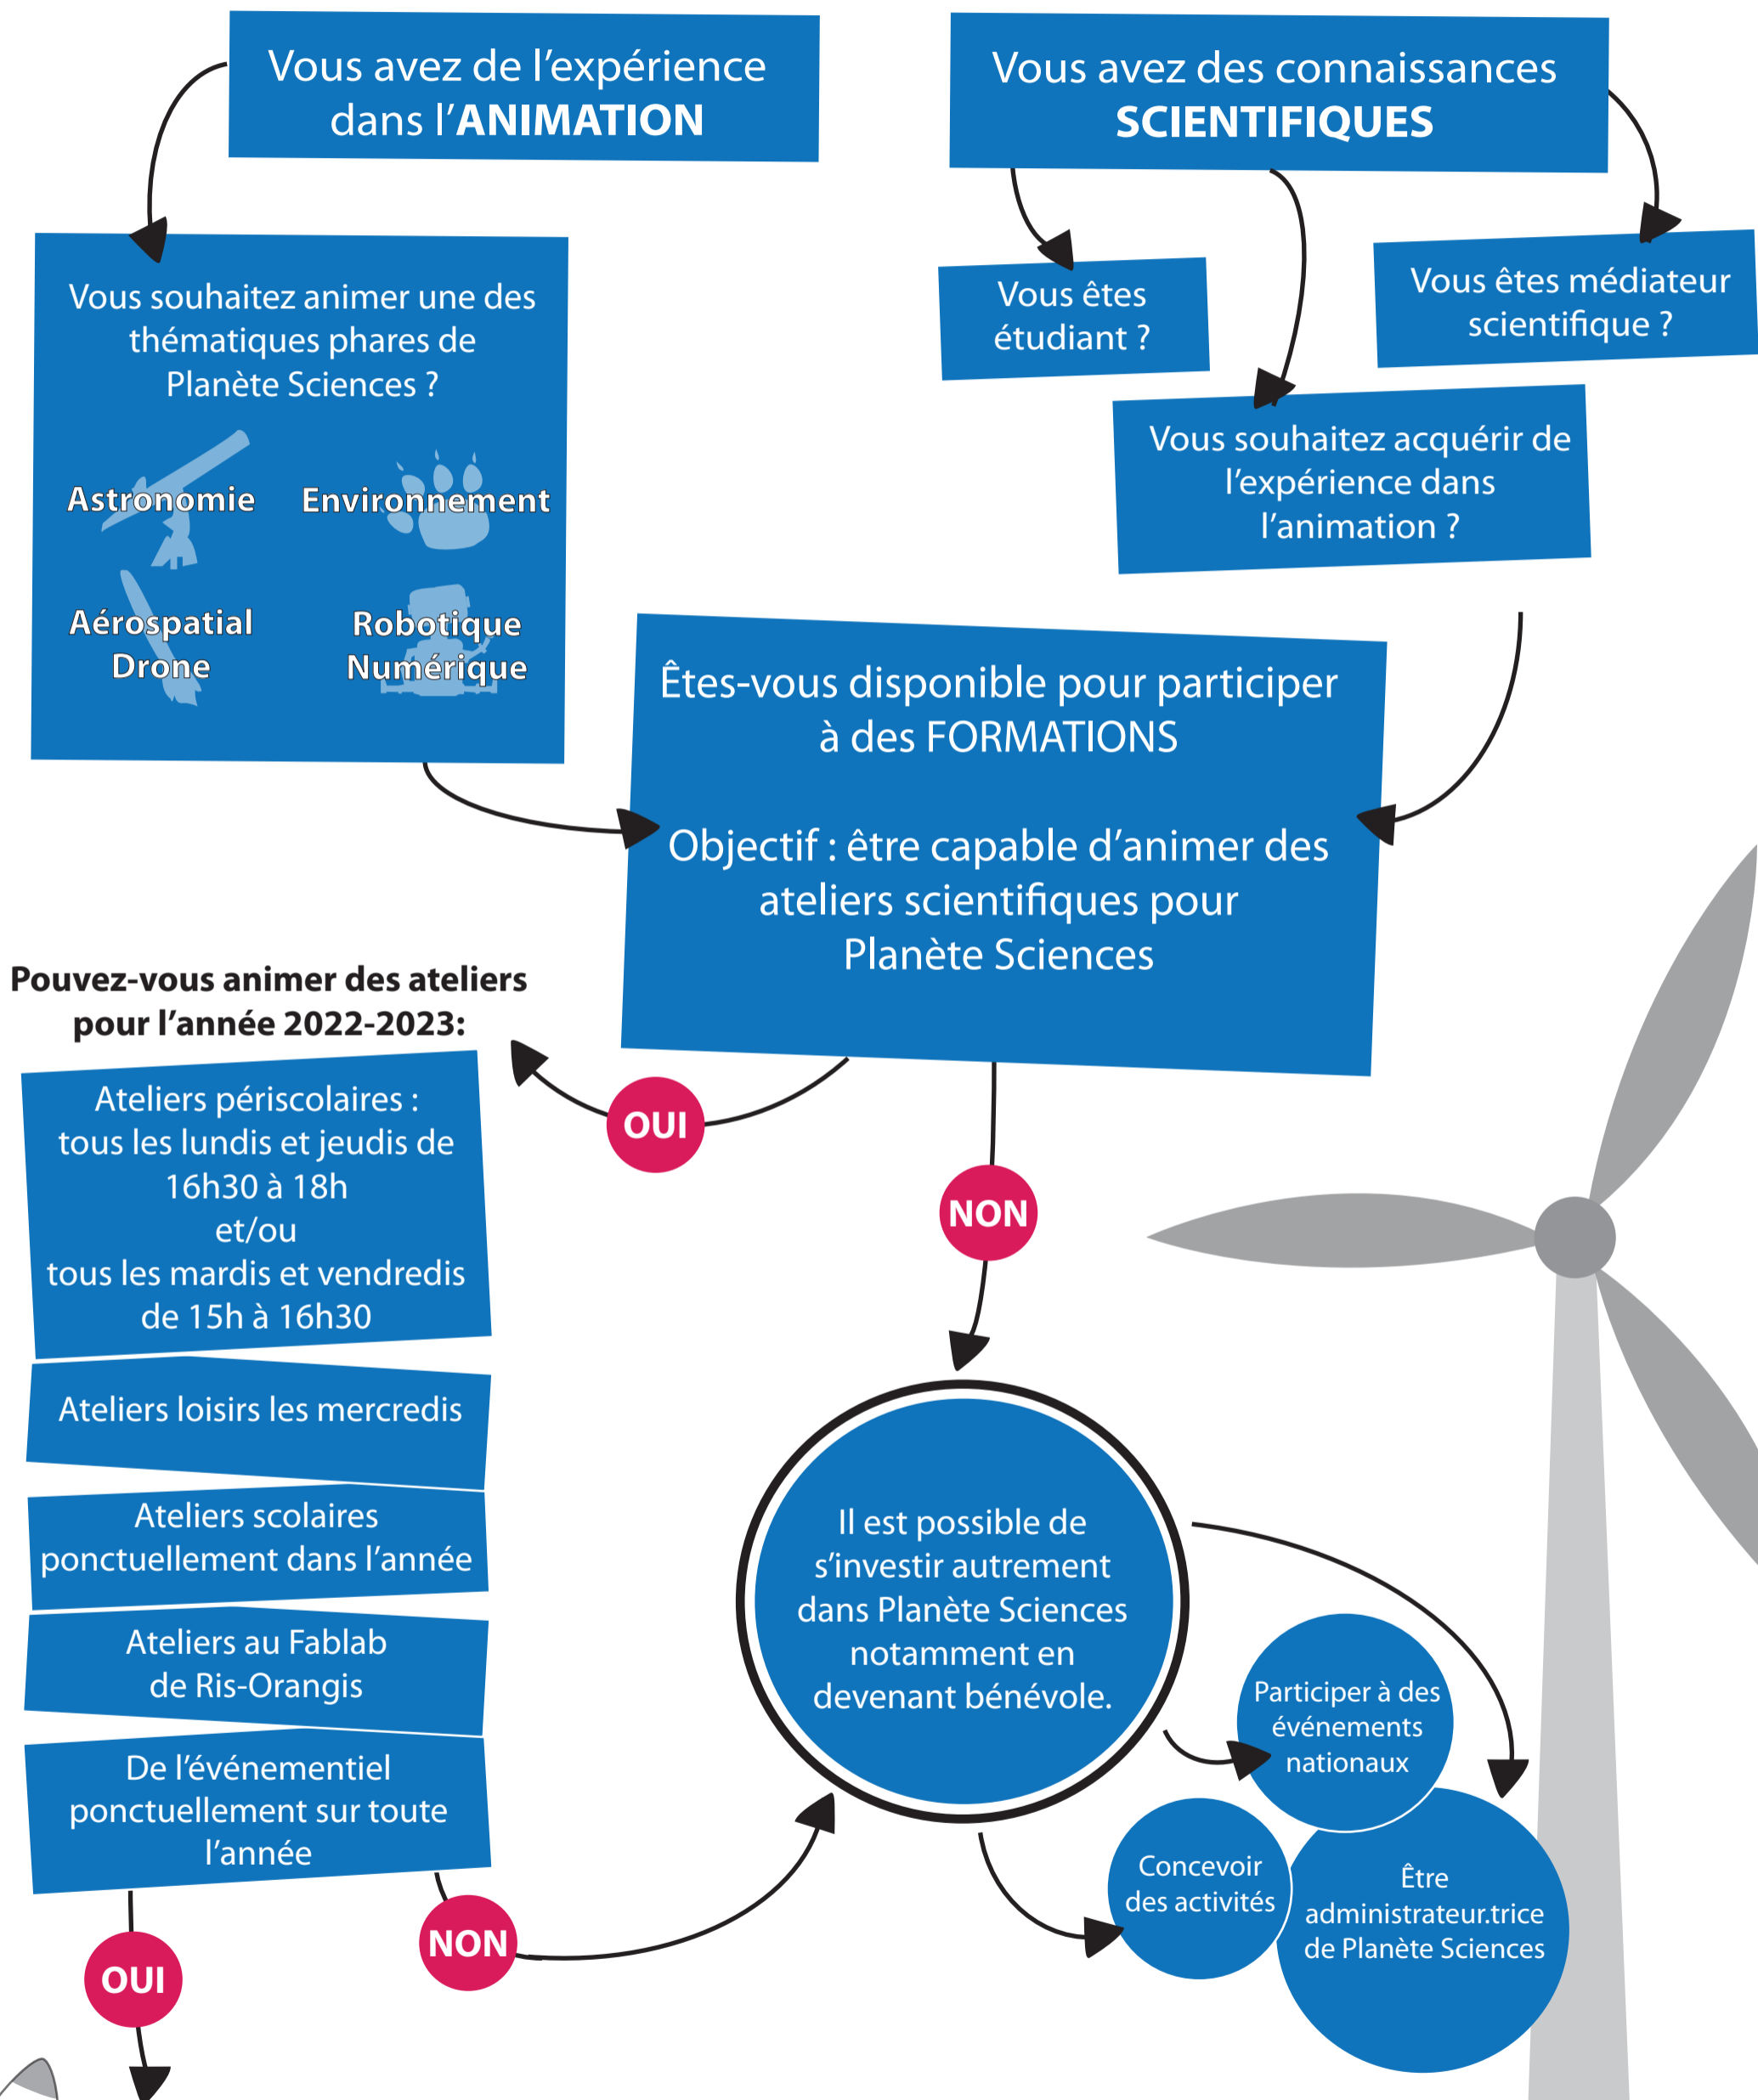 Vous avez de l’expérience
dans l’ANIMATION
Vous avez des connaissances
SCIENTIFIQUES
Vous souhaitez animer une des
thématiques phares de
Planète Sciences ?
Astronomie
Environnement
Aérospatial
Drone
Robotique
Numérique
Vous êtes
étudiant ?
Vous êtes médiateur
scientifique ?
Vous souhaitez acquérir de
l’expérience dans
l’animation ?
Êtes-vous disponible pour participer
à des FORMATIONS
Objectif : être capable d’animer des
ateliers scientifiques pour
Planète Sciences
OUI
NON
Pouvez-vous animer des ateliers
pour l’année 2022-2023:
Ateliers périscolaires :
tous les lundis et jeudis de
16h30 à 18h
et/ou
tous les mardis et vendredis
de 15h à 16h30
Ateliers loisirs les mercredis
Ateliers scolaires
ponctuellement dans l’année
Ateliers au Fablab
de Ris-Orangis
De l’événementiel
ponctuellement sur toute
l’année
OUI
NON
Il est possible de
s’investir autrement
dans Planète Sciences
notamment en
devenant bénévole.
Participer à des
événements
nationaux
Concevoir
des activités
Être
administrateur.trice
de Planète Sciences